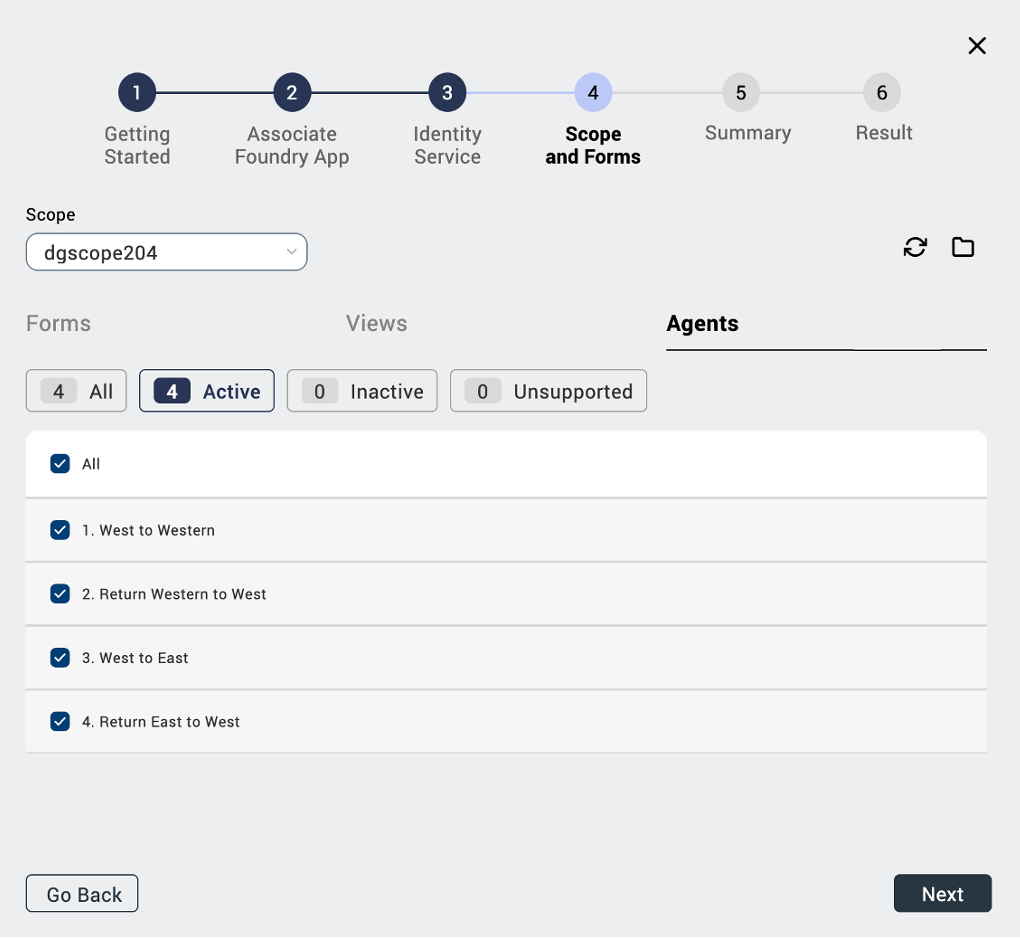 1 2 3 4 5 6
Getting Started
Associate Foundry App
Identity Service
Scope and Forms
Summary
Result
Scope
dgscope204
Forms
Views
Agents
4 All
4 Active
0 Inactive
0 Unsupported
All
1. West to Western
2. Return Western to West
3. West to East
4. Return East to West
Go Back
Next